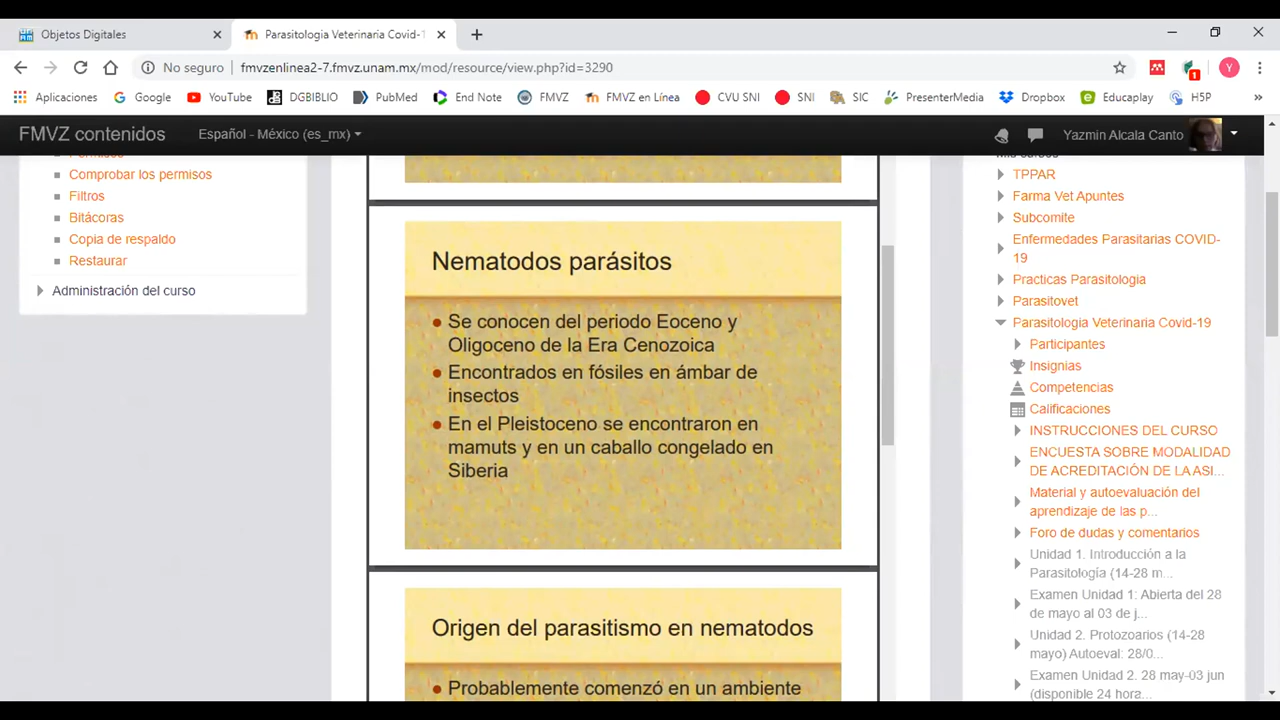 Objetos Digitales
Parasitologia Veterinaria Covid-1
No seguro
fmvzenlinea2-7.fmvz.unam.mx/mod/resource/view.php?id=3290
1
Y
Aplicaciones
Google
YouTube
DGBIBLIO
PubMed
End Note
FMVZ
FMVZ en Línea
CVU SNI
SNI
SIC
PresenterMedia
Dropbox
Educaplay
H5P
»
FMVZ contenidos
Español - México (es_mx)
Yazmin Alcala Canto
Permisos
Comprobar los permisos
Filtros
Bitácoras
Copia de respaldo
Restaurar
Administración del curso
Nematodos parásitos
Se conocen del periodo Eoceno y
Oligoceno de la Era Cenozoica
Encontrados en fósiles en ámbar de
insectos
En el Pleistoceno se encontraron en
mamuts y en un caballo congelado en
Siberia
Origen del parasitismo en nematodos
Probablemente comenzó en un ambiente
Mis cursos
TPPAR
Farma Vet Apuntes
Subcomite
Enfermedades Parasitarias COVID-
19
Practicas Parasitologia
Parasitovet
Parasitologia Veterinaria Covid-19
Participantes
Insignias
Competencias
Calificaciones
INSTRUCCIONES DEL CURSO
ENCUESTA SOBRE MODALIDAD
DE ACREDITACIÓN DE LA ASI...
Material y autoevaluación del
aprendizaje de las p...
Foro de dudas y comentarios
Unidad 1. Introducción a la
Parasitología (14-28 m...
Examen Unidad 1: Abierta del 28
de mayo al 03 de j...
Unidad 2. Protozoarios (14-28
mayo) Autoeval: 28/0...
Examen Unidad 2. 28 may-03 jun
(disponible 24 hora...